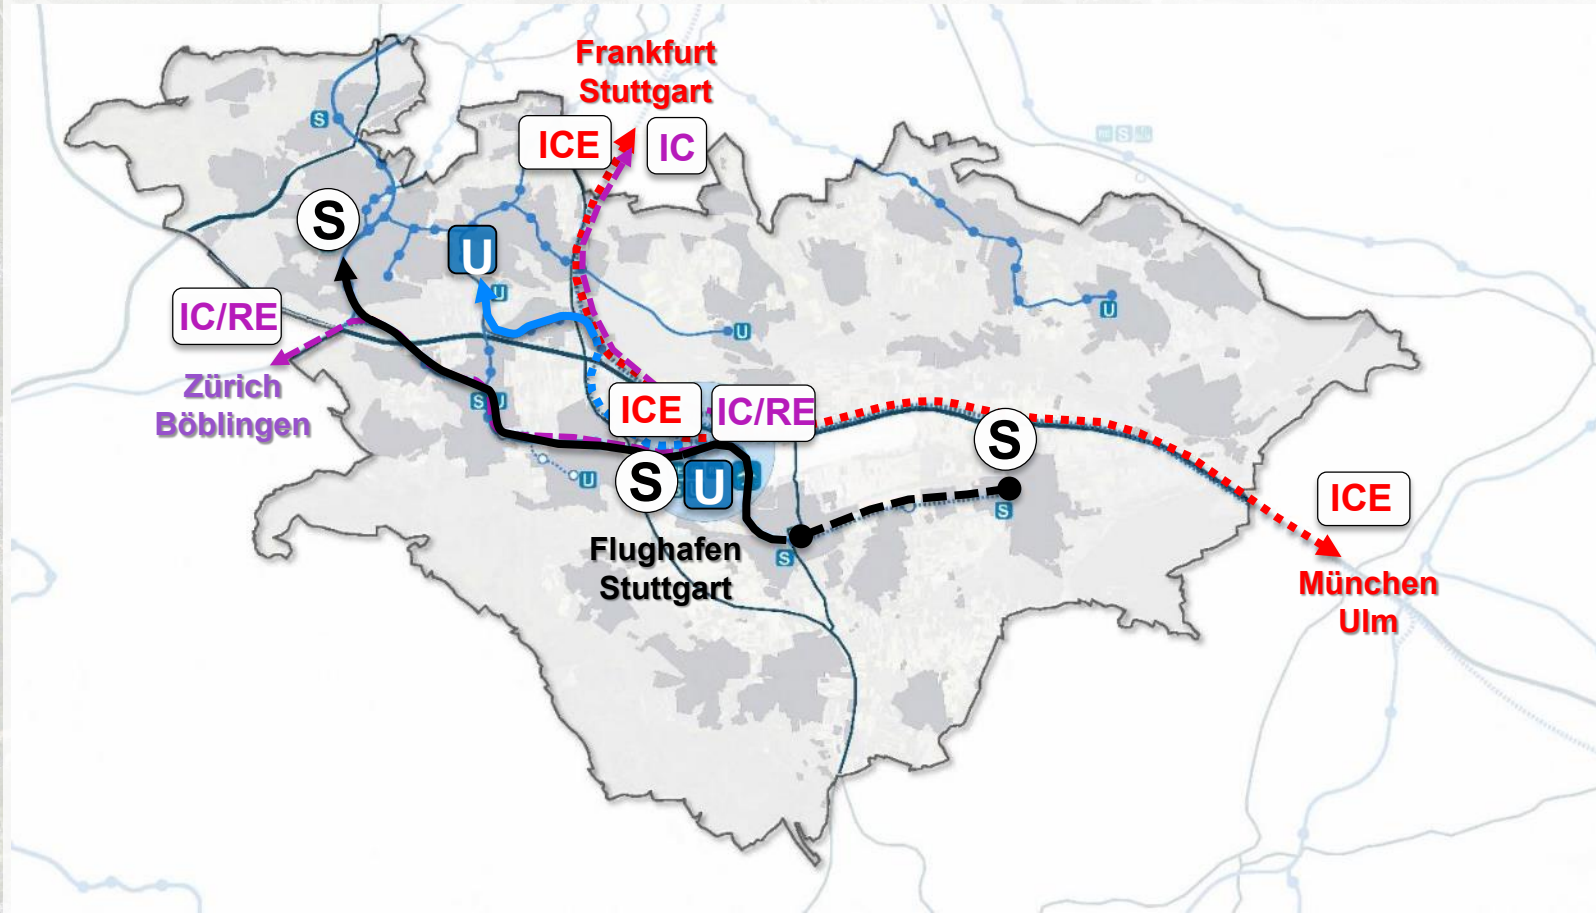 Frankfurt
Stuttgart
S
ICE
IC
S
U
U
IC/RE
U
U
Zürich
Böblingen
S
U
ICE
IC/RE
S
U
S
U
ICE
S
Flughafen
Stuttgart
S
München
Ulm